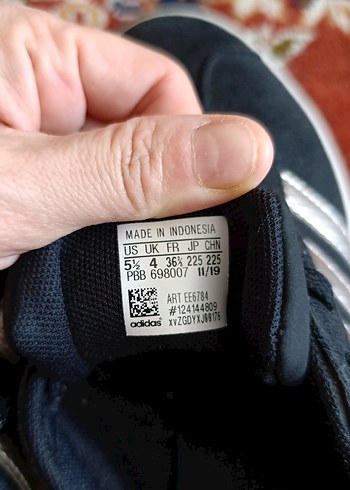 MADE IN INDONESIA
US UK FR JP CHN
5½ 4 36⅔ 225 225
PBB 698007 11/19
ART EE6784
#124144809
adidas xvZGDYXJ00176